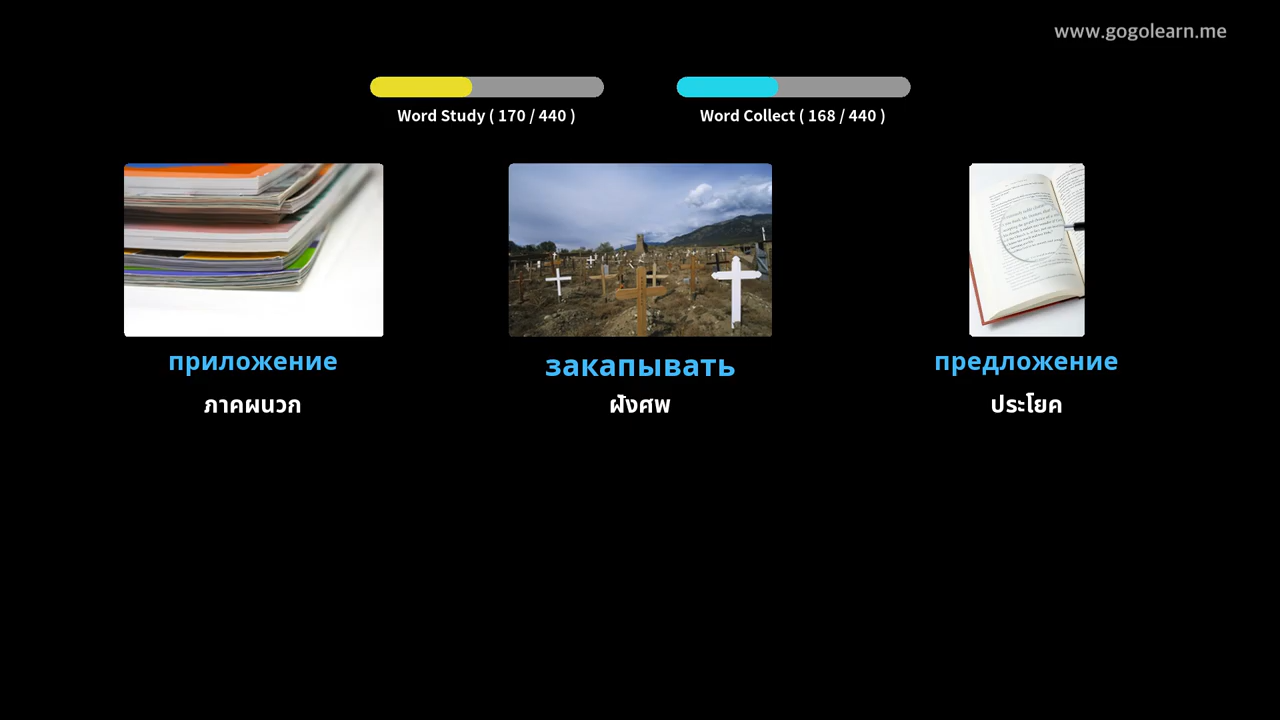 www.gogolearn.me
Word Study ( 170 / 440 )
Word Collect ( 168 / 440 )
приложение
закапывать
предложение
ภาคผนวก
ฝังศพ
ประโยค